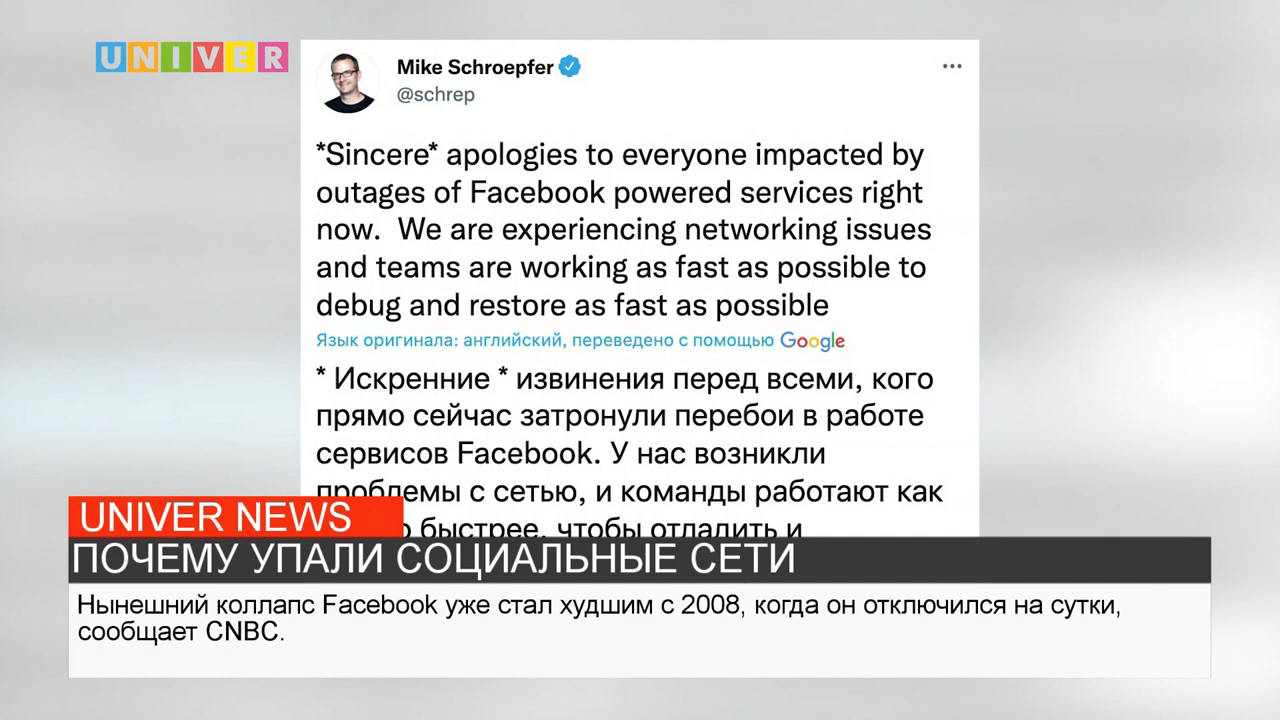 UNIVER
Mike Schroepfer
@schrep
*Sincere* apologies to everyone impacted by
outages of Facebook powered services right
now. We are experiencing networking issues
and teams are working as fast as possible to
debug and restore as fast as possible
Язык оригинала: английский, переведено с помощью Google
* Искренние * извинения перед всеми, кого
прямо сейчас затронули перебои в работе
сервисов Facebook. У нас возникли
проблемы с сетью, и команды работают как
быстрее, чтобы отладить и
UNIVER NEWS
ПОЧЕМУ УПАЛИ СОЦИАЛЬНЫЕ СЕТИ
Нынешний коллапс Facebook уже стал худшим с 2008, когда он отключился на сутки,
сообщает CNBC.